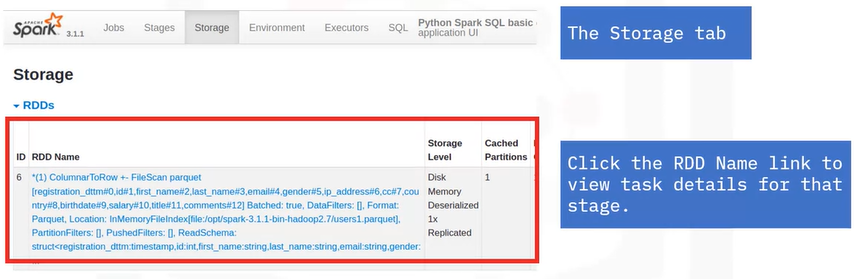 APACHE
Spark 3.1.1 Jobs Stages Storage Environment Executors SQL Python Spark SQL basic
application UI
The Storage tab
Storage
RDDs
ID RDD Name Storage Level Cached Partitions
6 *(1) ColumnarToRow +- FileScan parquet Disk 1
[registration_dttm#0,id#1,first_name#2,last_name#3,email#4,gender#5,ip_address#6,cc#7,cou Memory
ntry#8,birthdate#9,salary#10,title#11,comments#12] Batched: true, DataFilters: [], Format: Deserialized
Parquet, Location: InMemoryFileIndex[file:/opt/spark-3.1.1-bin-hadoop2.7/users1.parquet], 1x
PartitionFilters: [], PushedFilters: [], ReadSchema: Replicated
struct<registration_dttm:timestamp,id:int,first_name:string,last_name:string,email:string,gender:
Click the RDD Name link to
view task details for that
stage.